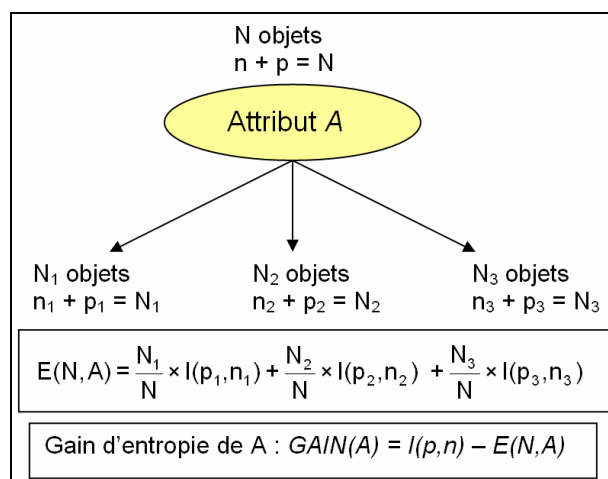 N objets
n + p = N
Attribut A
N₁ objets
n₁ + p₁ = N₁
N₂ objets
n₂ + p₂ = N₂
N₃ objets
n₃ + p₃ = N₃
E(N,A) = N₁/N × I(p₁,n₁) + N₂/N × I(p₂,n₂) + N₃/N × I(p₃,n₃)
Gain d'entropie de A : GAIN(A) = I(p,n) – E(N,A)